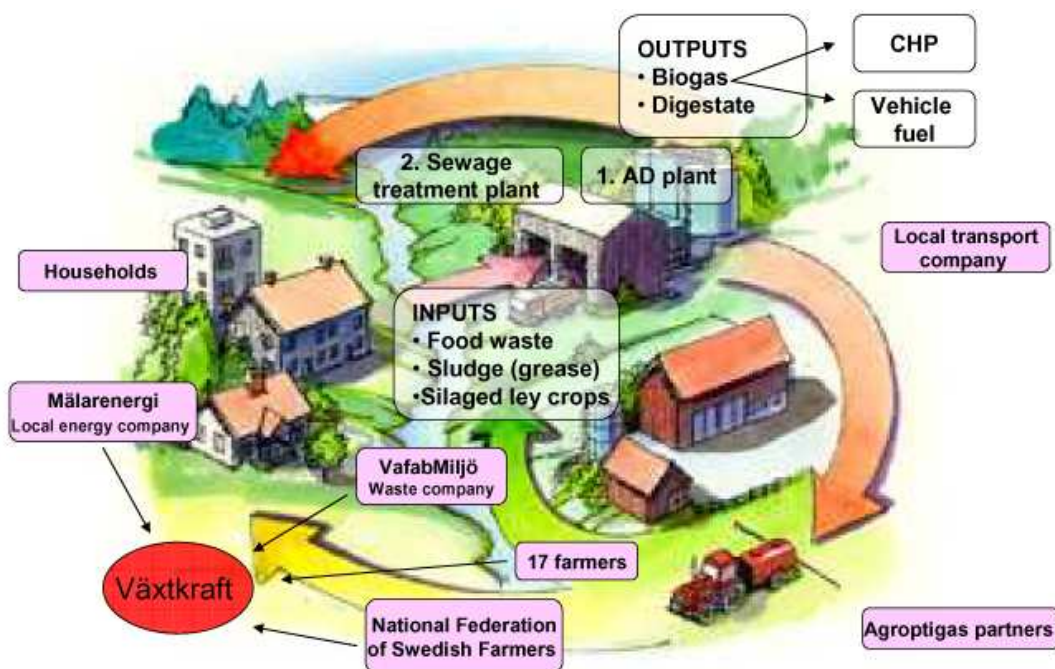 OUTPUTS
• Biogas
• Digestate
CHP
Vehicle
fuel
2. Sewage
treatment plant
1. AD plant
Local transport
company
Households
INPUTS
• Food waste
• Sludge (grease)
•Silaged ley crops
Mälarenergi
Local energy company
VafabMiljö
Waste company
17 farmers
Växtkraft
National Federation
of Swedish Farmers
Agroptigas partners